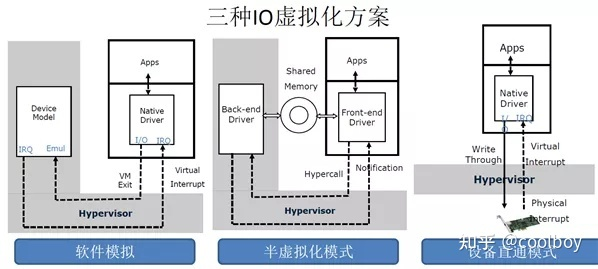 三种IO虚拟化方案
Device
Model
IRQ
Emul
Apps
Native
Driver
I/O
IRQ
VM
Exit
Virtual
Interrupt
Hypervisor
软件模拟
Back-end
Driver
Shared
Memory
Apps
Front-end
Driver
Hypercall
Notification
Hypervisor
半虚拟化模式
Apps
Native
Driver
I/
O
IRQ
Write
Through
Virtual
Interrupt
Hypervisor
Physical
Interrupt
设备直通模式
知乎 @coolboy